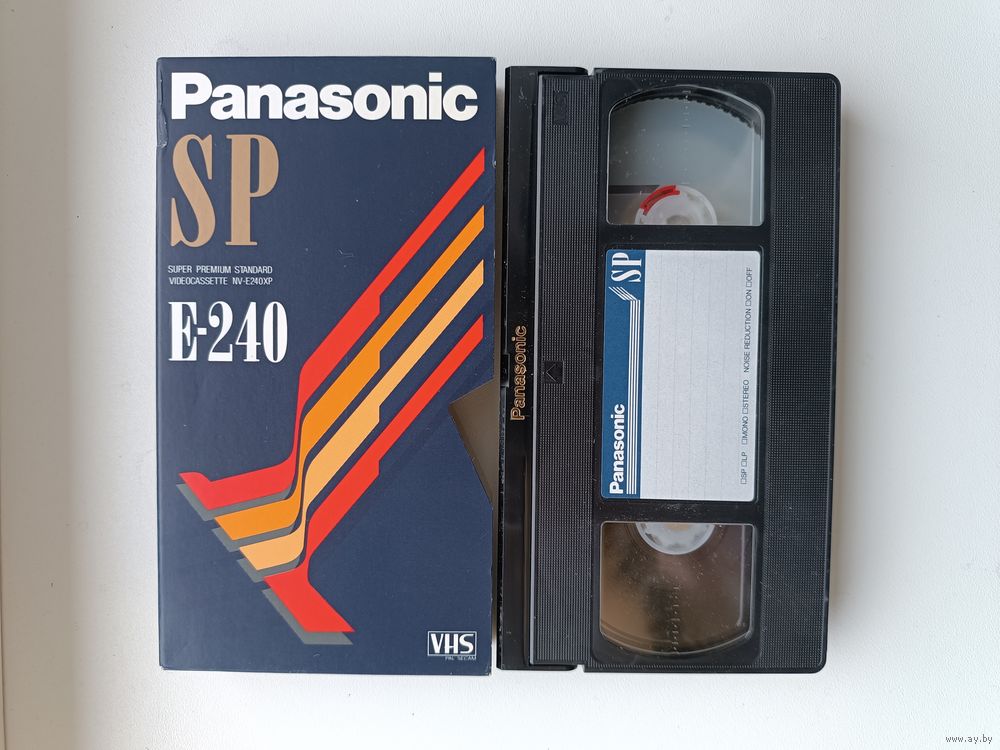 Panasonic
SP
SUPER PREMIUM STANDARD
VIDEOCASSETTE NV-E240XP
E-240
VHS
PAL SECAM
Panasonic
Panasonic
SP
□SP □LP □MONO □STEREO NOISE REDUCTION □ON □OFF
www.ay.by